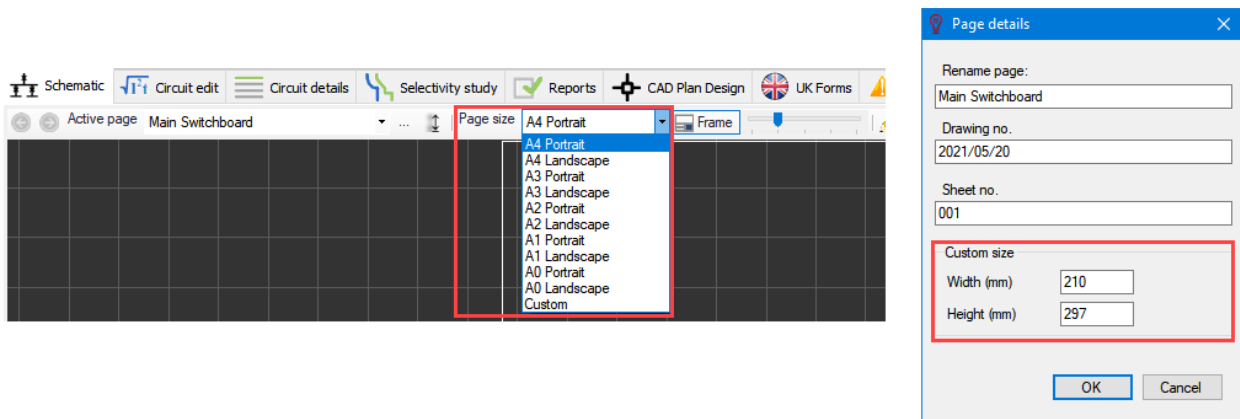 Schematic √I²t Circuit edit Circuit details Selectivity study Reports CAD Plan Design UK Forms
Active page Main Switchboard ... Page size A4 Portrait Frame
A4 Portrait
A4 Landscape
A3 Portrait
A3 Landscape
A2 Portrait
A2 Landscape
A1 Portrait
A1 Landscape
A0 Portrait
A0 Landscape
Custom
Page details
Rename page:
Main Switchboard
Drawing no.
2021/05/20
Sheet no.
001
Custom size
Width (mm) 210
Height (mm) 297
OK Cancel